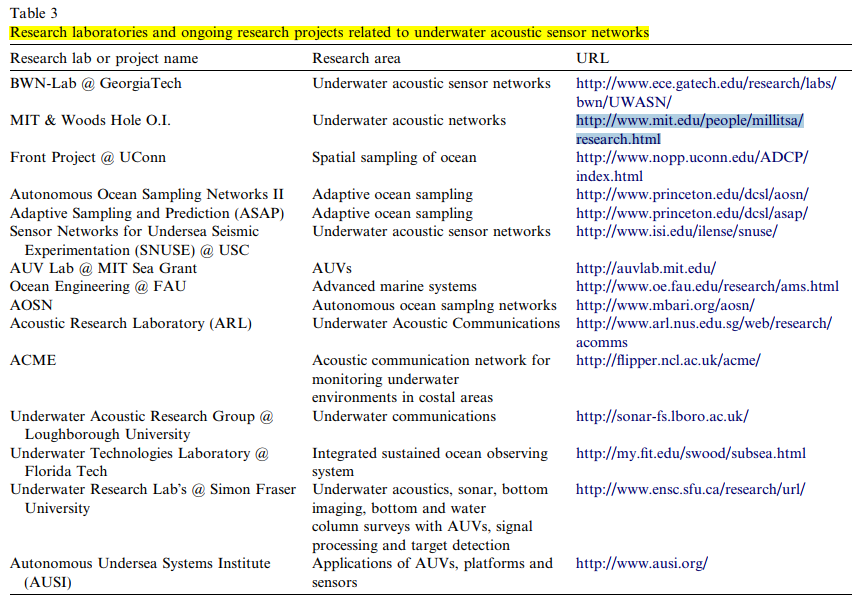 Table 3
Research laboratories and ongoing research projects related to underwater acoustic sensor networks
Research lab or project name Research area URL
BWN-Lab @ GeorgiaTech Underwater acoustic sensor networks http://www.ece.gatech.edu/research/labs/
bwn/UWASN/
MIT & Woods Hole O.I. Underwater acoustic networks http://www.mit.edu/people/millitsa/
research.html
Front Project @ UConn Spatial sampling of ocean http://www.nopp.uconn.edu/ADCP/
index.html
Autonomous Ocean Sampling Networks II Adaptive ocean sampling http://www.princeton.edu/dcsl/aosn/
Adaptive Sampling and Prediction (ASAP) Adaptive ocean sampling http://www.princeton.edu/dcsl/asap/
Sensor Networks for Undersea Seismic Underwater acoustic sensor networks http://www.isi.edu/ilense/snuse/
Experimentation (SNUSE) @ USC
AUV Lab @ MIT Sea Grant AUVs http://auvlab.mit.edu/
Ocean Engineering @ FAU Advanced marine systems http://www.oe.fau.edu/research/ams.html
AOSN Autonomous ocean samplng networks http://www.mbari.org/aosn/
Acoustic Research Laboratory (ARL) Underwater Acoustic Communications http://www.arl.nus.edu.sg/web/research/
acomms
ACME Acoustic communication network for http://flipper.ncl.ac.uk/acme/
monitoring underwater
environments in costal areas
Underwater Acoustic Research Group @ Underwater communications http://sonar-fs.lboro.ac.uk/
Loughborough University
Underwater Technologies Laboratory @ Integrated sustained ocean observing http://my.fit.edu/swood/subsea.html
Florida Tech system
Underwater Research Lab's @ Simon Fraser Underwater acoustics, sonar, bottom http://www.ensc.sfu.ca/research/url/
University imaging, bottom and water
column surveys with AUVs, signal
processing and target detection
Autonomous Undersea Systems Institute Applications of AUVs, platforms and http://www.ausi.org/
(AUSI) sensors